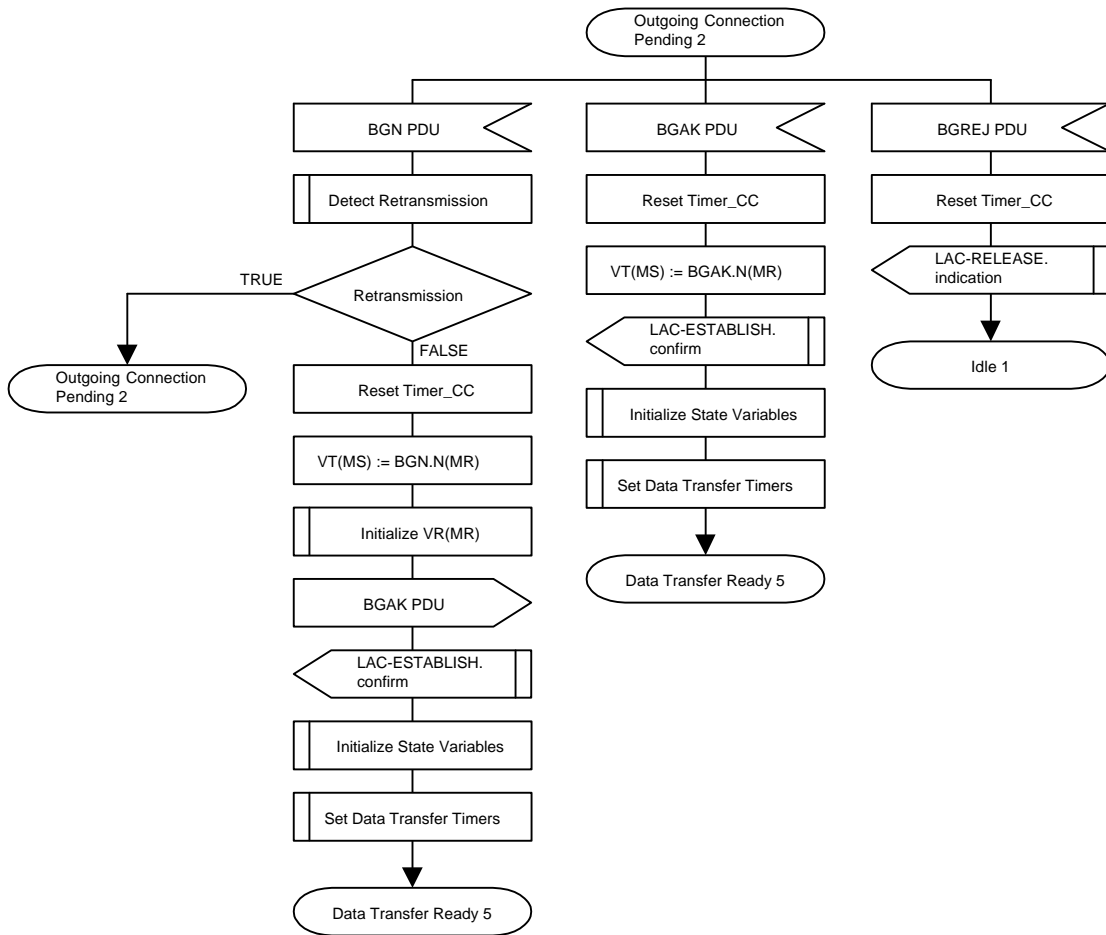 Outgoing Connection
Pending 2
BGN PDU
BGAK PDU
BGREJ PDU
Detect Retransmission
Reset Timer_CC
Reset Timer_CC
TRUE
Retransmission
VT(MS) := BGAK.N(MR)
LAC-RELEASE.
indication
FALSE
LAC-ESTABLISH.
confirm
Idle 1
Outgoing Connection
Pending 2
Reset Timer_CC
Initialize State Variables
VT(MS) := BGN.N(MR)
Set Data Transfer Timers
Initialize VR(MR)
Data Transfer Ready 5
BGAK PDU
LAC-ESTABLISH.
confirm
Initialize State Variables
Set Data Transfer Timers
Data Transfer Ready 5